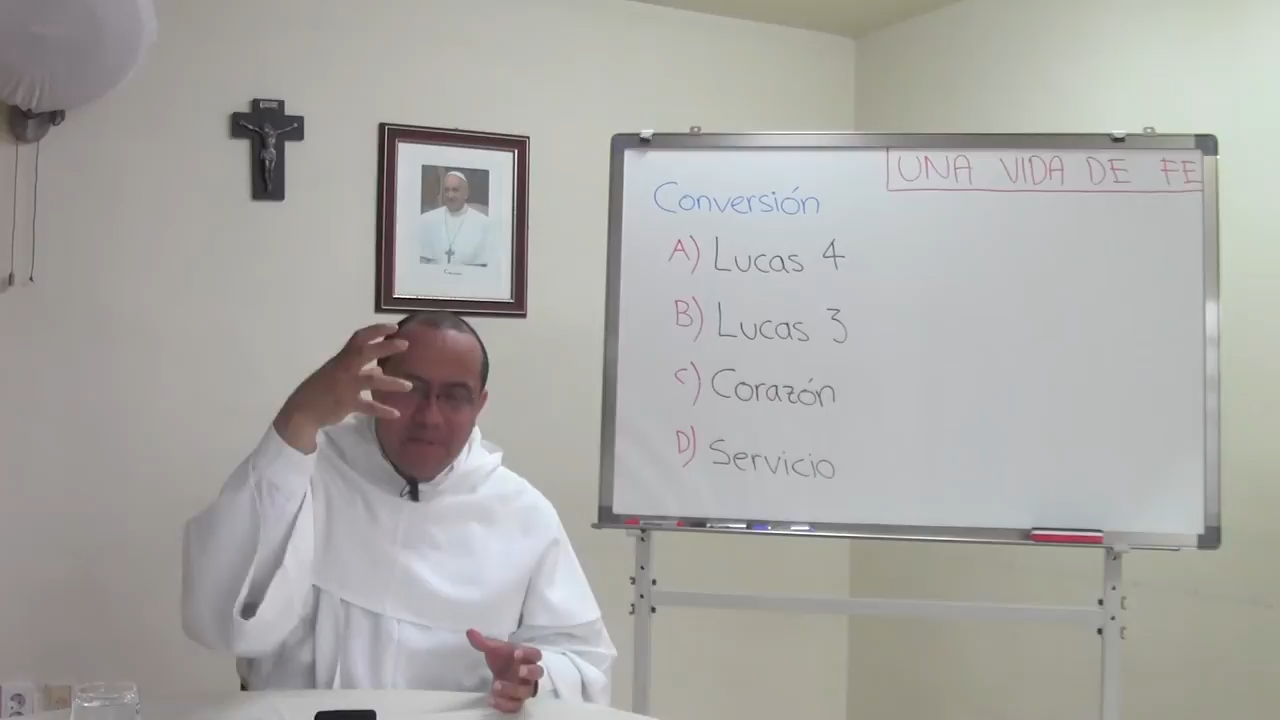 UNA VIDA DE FE
Conversión
A) Lucas 4
B) Lucas 3
C) Corazón
D) Servicio